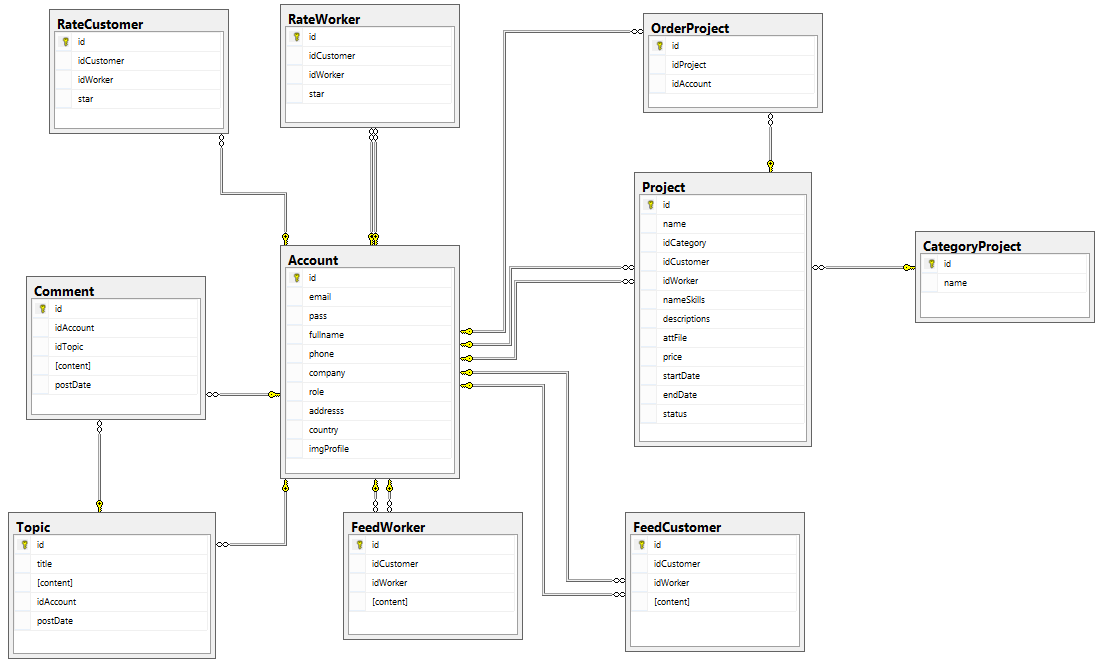 RateCustomer
id
idCustomer
idWorker
star
RateWorker
id
idCustomer
idWorker
star
OrderProject
id
idProject
idAccount
Project
id
name
idCategory
idCustomer
idWorker
nameSkills
descriptions
attFile
price
startDate
endDate
status
CategoryProject
id
name
Account
id
email
pass
fullname
phone
company
role
addresss
country
imgProfile
Comment
id
idAccount
idTopic
[content]
postDate
Topic
id
title
[content]
idAccount
postDate
FeedWorker
id
idCustomer
idWorker
[content]
FeedCustomer
id
idCustomer
idWorker
[content]